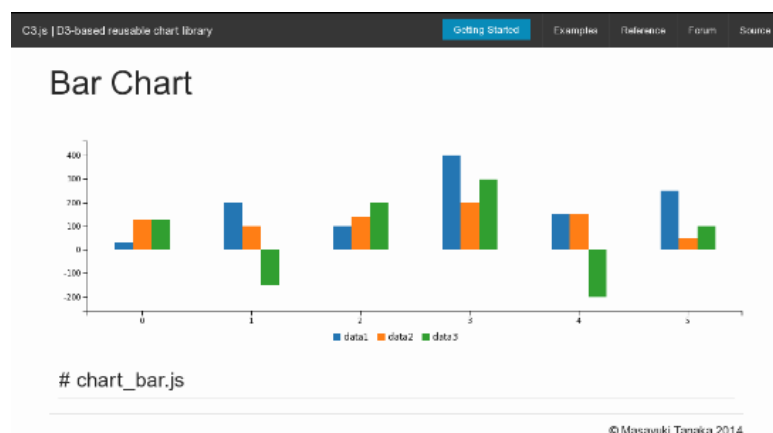 C3.js | D3-based reusable chart library Getting Started Examples Reference Forum Source
Bar Chart
400
300
200
100
0
-100
-200
0 1 2 3 4 5
data1 data2 data3
# chart_bar.js
© Masayuki Tanaka 2014